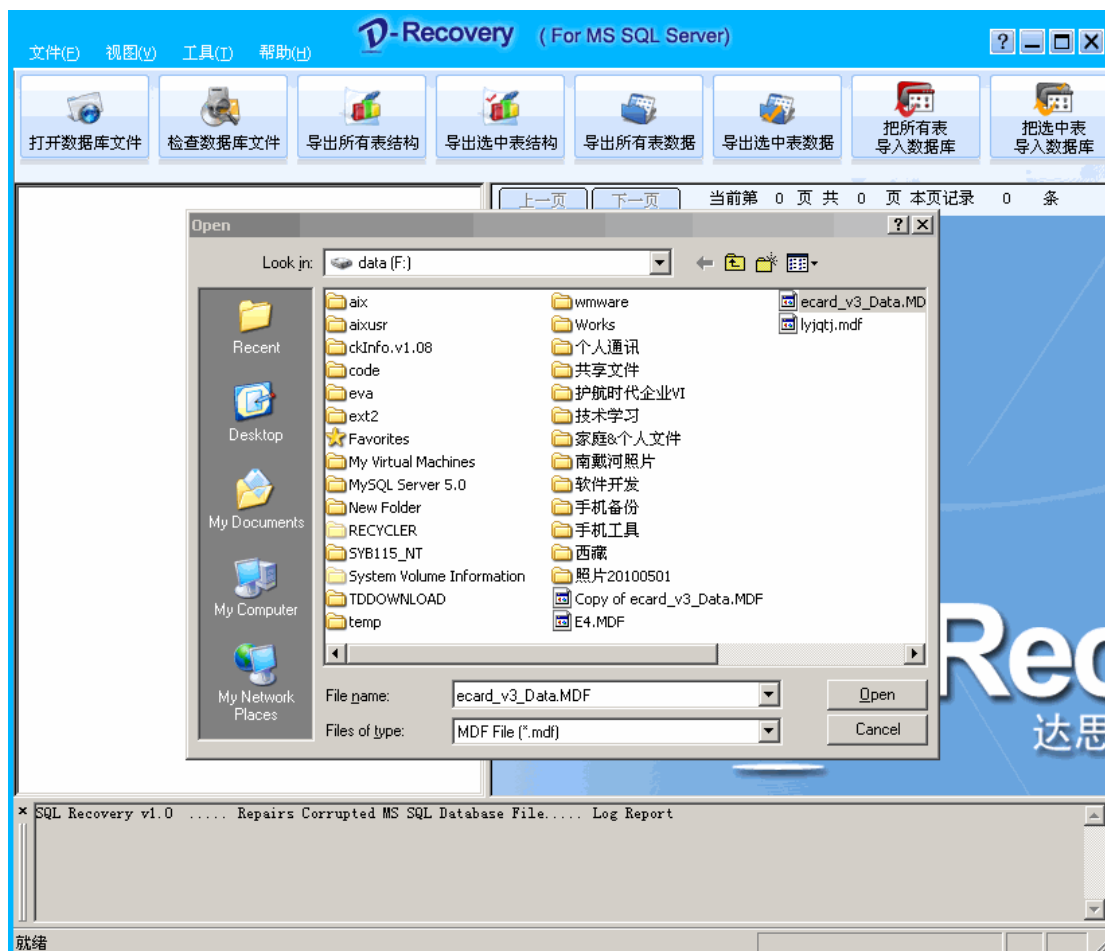 D-Recovery (For MS SQL Server)
文件(F) 视图(V) 工具(T) 帮助(H)
打开数据库文件
检查数据库文件
导出所有表结构
导出选中表结构
导出所有表数据
导出选中表数据
把所有表
导入数据库
把选中表
导入数据库
上一页 下一页 当前第 0 页 共 0 页 本页记录 0 条
Open
Look in: data (F:)
Recent
Desktop
My Documents
My Computer
My Network
Places
aix
aixusr
ckInfo.v1.08
code
eva
ext2
Favorites
My Virtual Machines
MySQL Server 5.0
New Folder
RECYCLER
SYB115_NT
System Volume Information
TDDOWNLOAD
temp
wmware
Works
个人通讯
共享文件
护航时代企业VI
技术学习
家庭&个人文件
南戴河照片
软件开发
手机备份
手机工具
西藏
照片20100501
Copy of ecard_v3_Data.MDF
E4.MDF
ecard_v3_Data.MD
lyjqtj.mdf
File name: ecard_v3_Data.MDF Open
Files of type: MDF File (*.mdf) Cancel
Rec
达思
SQL Recovery v1.0 ..... Repairs Corrupted MS SQL Database File..... Log Report
就绪